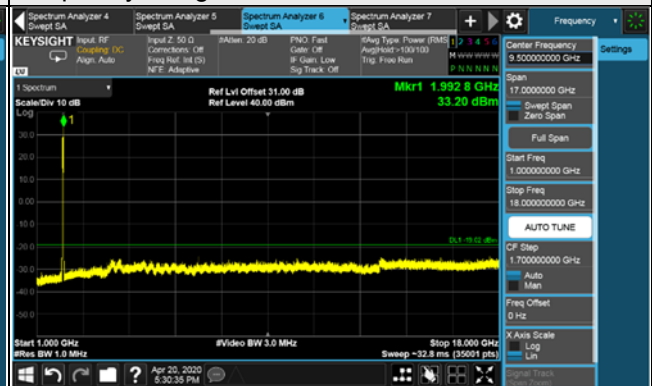 Spectrum Analyzer 4
Swept SA
Spectrum Analyzer 5
Swept SA
Spectrum Analyzer 6
Swept SA
Spectrum Analyzer 7
Swept SA
Frequency
KEYSIGHT
Input: RF
Coupling: DC
Align: Auto
Input Z: 50 Ω
Corrections: Off
Freq Ref: Int (S)
NFE: Adaptive
#Atten: 20 dB
PNO: Fast
Gate: Off
IF Gain: Low
Sig Track: Off
#Avg Type: Power (RMS
Avg|Hold:>100/100
Trig: Free Run
1 2 3 4 5 6
M W W W W W
P N N N N N
1 Spectrum
Scale/Div 10 dB
Log
Ref Lvl Offset 31.00 dB
Ref Level 40.00 dBm
Mkr1 1.992 8 GHz
33.20 dBm
1
30.0
20.0
10.0
0.00
-10.0
-20.0
-30.0
-40.0
-50.0
DL1 -19.02 dBm
Start 1.000 GHz
#Res BW 1.0 MHz
#Video BW 3.0 MHz
Stop 18.000 GHz
Sweep ~32.8 ms (35001 pts)
Apr 20, 2020
5:30:35 PM
Center Frequency
9.500000000 GHz
Settings
Span
17.0000000 GHz
Swept Span
Zero Span
Full Span
Start Freq
1.000000000 GHz
Stop Freq
18.000000000 GHz
AUTO TUNE
CF Step
1.700000000 GHz
Auto
Man
Freq Offset
0 Hz
X Axis Scale
Log
Lin
Signal Track